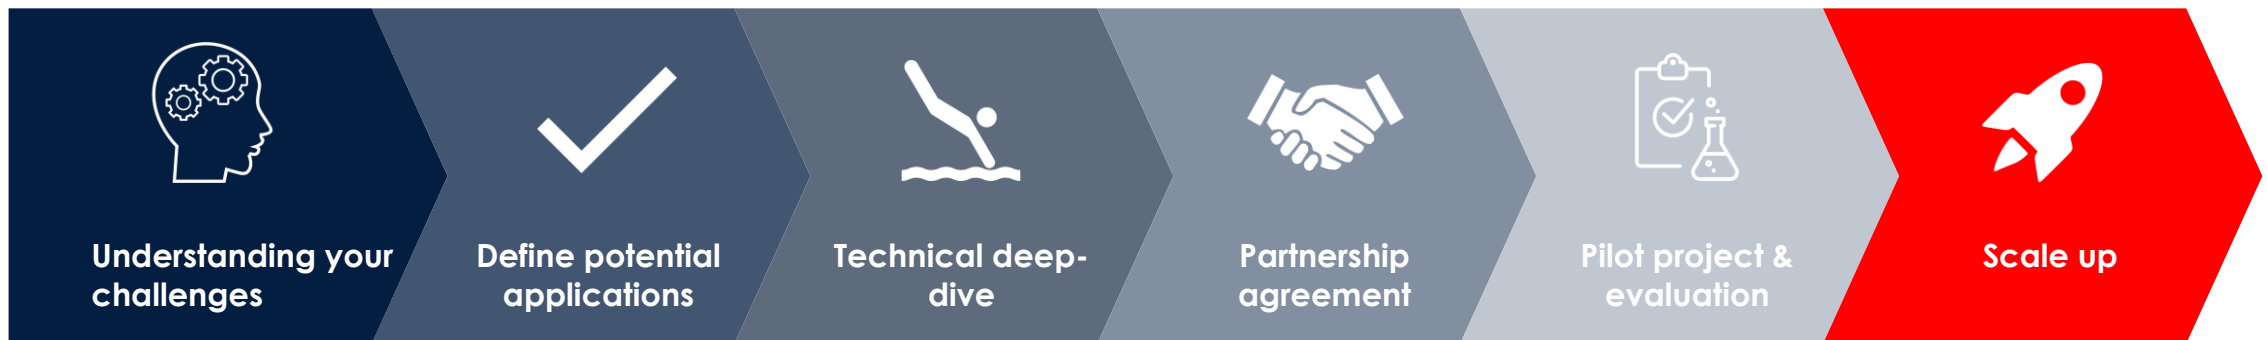 Understanding your
challenges
Define potential
applications
Technical deep-
dive
Partnership
agreement
Pilot project &
evaluation
Scale up